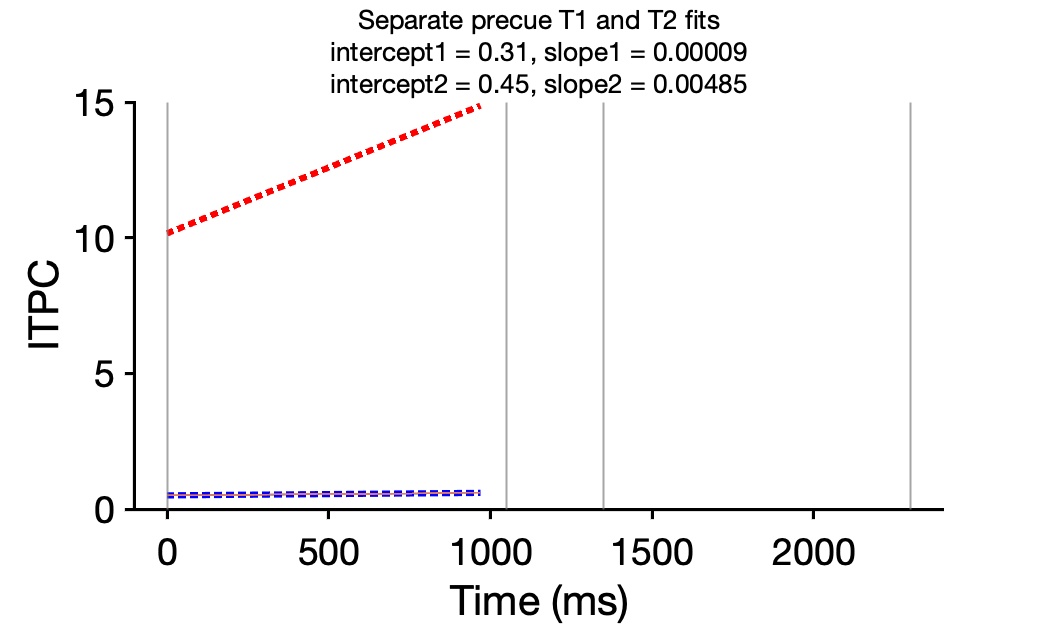 Separate precue T1 and T2 fits
intercept1 = 0.31, slope1 = 0.00009
intercept2 = 0.45, slope2 = 0.00485
15
10
5
0
ITPC
0 500 1000 1500 2000
Time (ms)